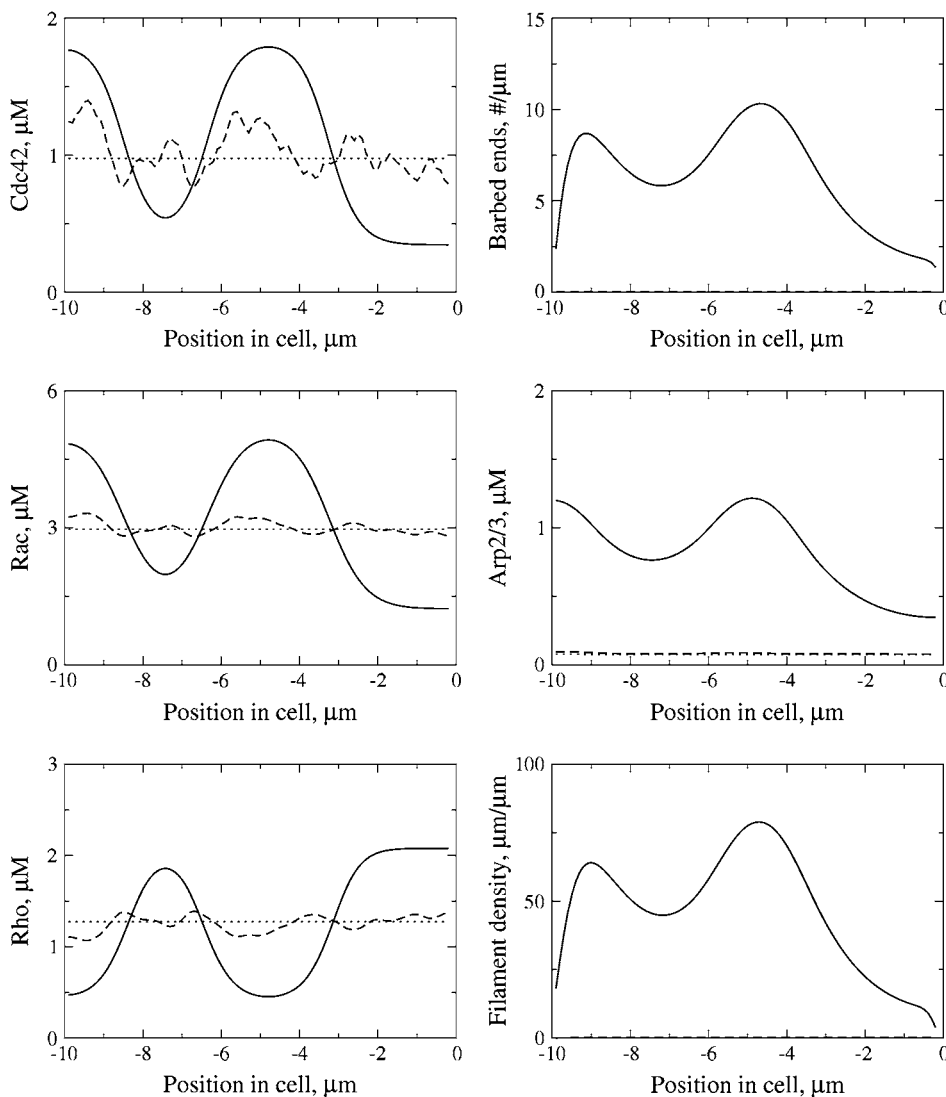 2
1
0
Cdc42, μM
-10 -8 -6 -4 -2 0
Position in cell, μm
15
10
5
0
Barbed ends, #/μm
-10 -8 -6 -4 -2 0
Position in cell, μm
6
3
0
Rac, μM
-10 -8 -6 -4 -2 0
Position in cell, μm
2
1
0
Arp2/3, μM
-10 -8 -6 -4 -2 0
Position in cell, μm
3
2
1
0
Rho, μM
-10 -8 -6 -4 -2 0
Position in cell, μm
100
50
0
Filament density, μm/μm
-10 -8 -6 -4 -2 0
Position in cell, μm